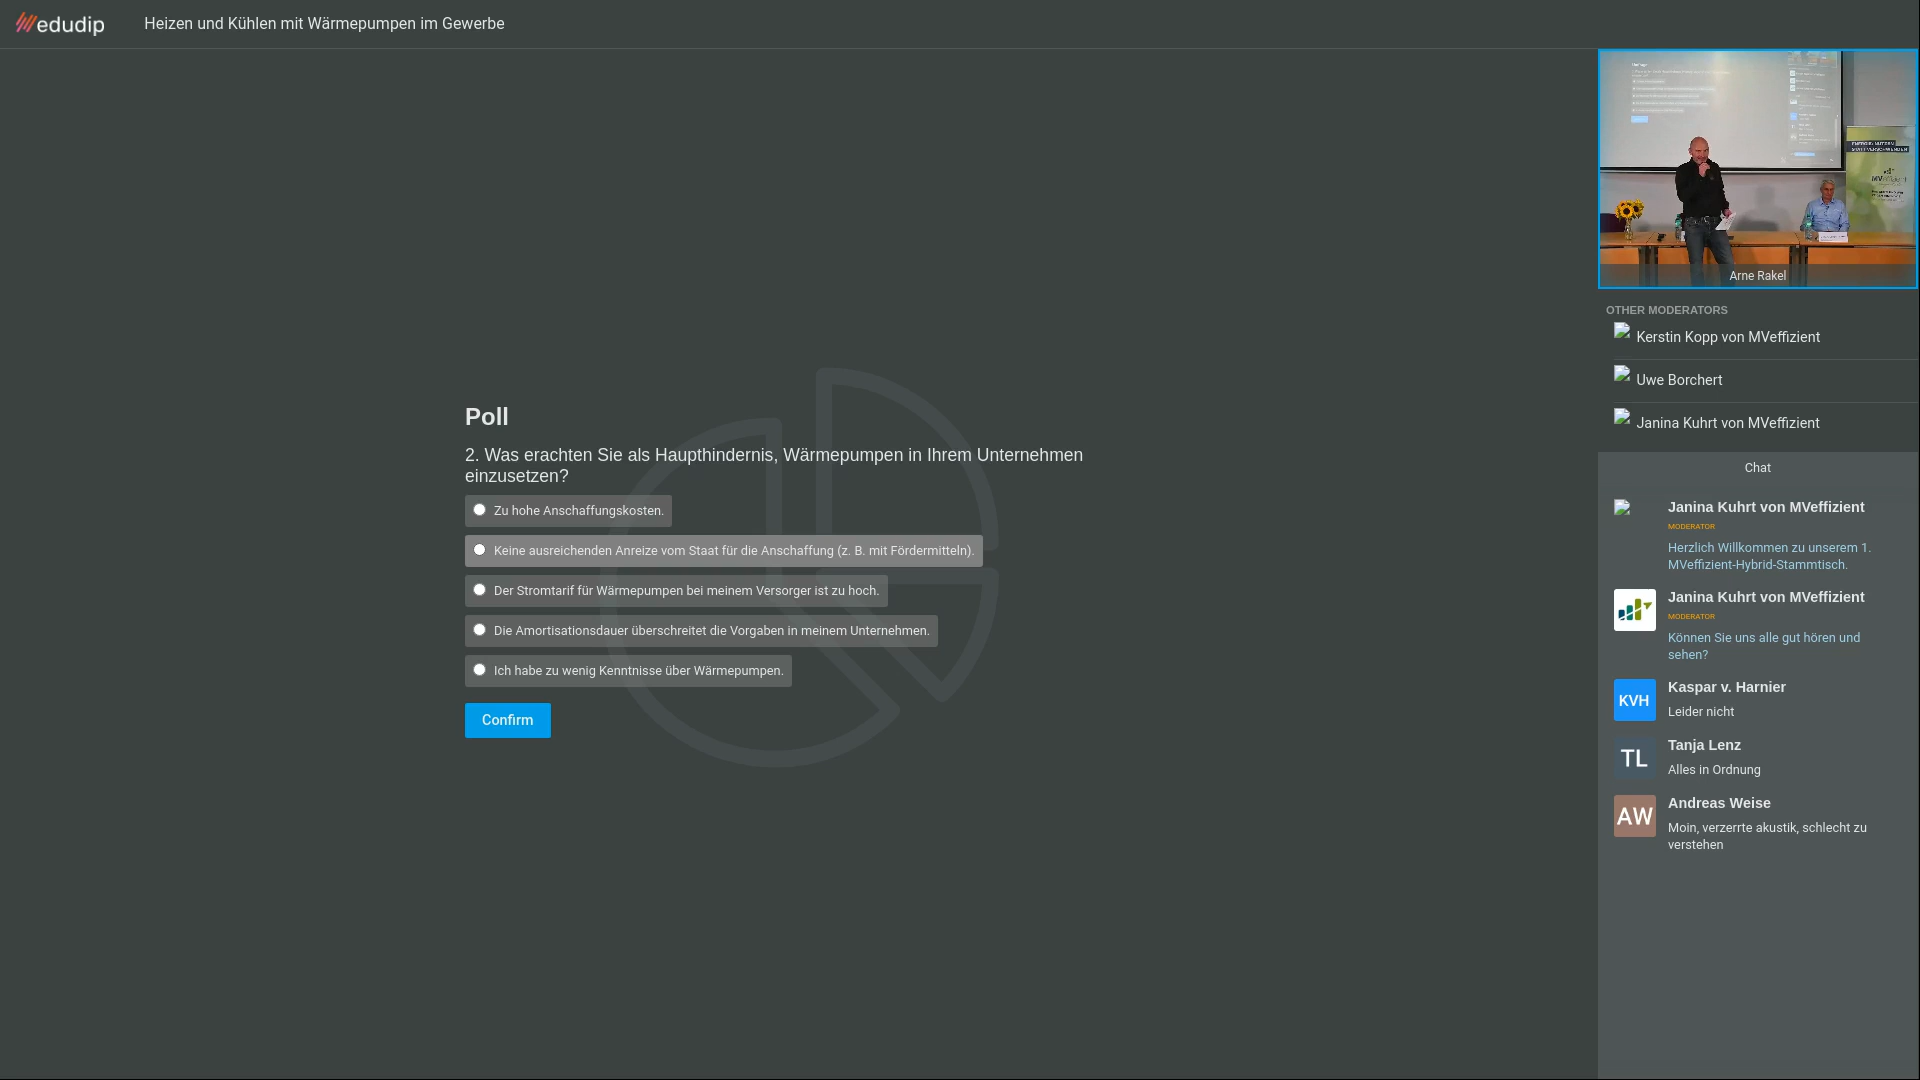 edudip
Heizen und Kühlen mit Wärmepumpen im Gewerbe
Poll
2. Was erachten Sie als Haupthindernis, Wärmepumpen in Ihrem Unternehmen
einzusetzen?
Zu hohe Anschaffungskosten.
Keine ausreichenden Anreize vom Staat für die Anschaffung (z. B. mit Fördermitteln).
Der Stromtarif für Wärmepumpen bei meinem Versorger ist zu hoch.
Die Amortisationsdauer überschreitet die Vorgaben in meinem Unternehmen.
Ich habe zu wenig Kenntnisse über Wärmepumpen.
Confirm
ENERGIE NUTZEN
STATT VERSCHWENDEN
Arne Rakel
OTHER MODERATORS
Kerstin Kopp von MVeffizient
Uwe Borchert
Janina Kuhrt von MVeffizient
Chat
Janina Kuhrt von MVeffizient
MODERATOR
Herzlich Willkommen zu unserem 1.
MVeffizient-Hybrid-Stammtisch.
Janina Kuhrt von MVeffizient
MODERATOR
Können Sie uns alle gut hören und
sehen?
KVH
Kaspar v. Harnier
Leider nicht
TL
Tanja Lenz
Alles in Ordnung
AW
Andreas Weise
Moin, verzerrte akustik, schlecht zu
verstehen